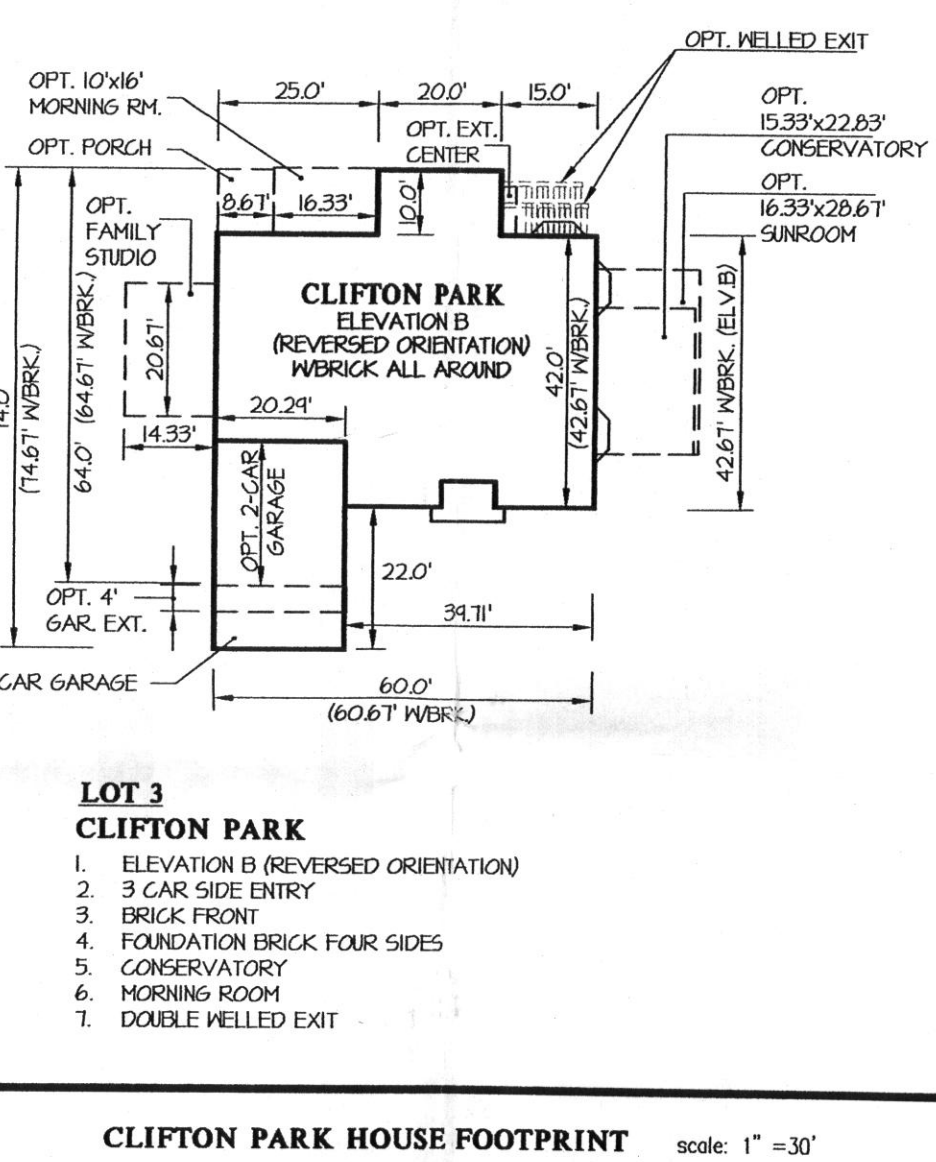 OPT. WELLED EXIT
OPT. 10'x16'
MORNING RM.
25.0'
20.0'
15.0'
OPT.
15.33'x22.83'
CONSERVATORY
OPT. EXT.
CENTER
OPT. PORCH
OPT.
16.33'x28.67'
SUNROOM
8.67'
16.33'
10.0'
OPT.
FAMILY
STUDIO
CLIFTON PARK
ELEVATION B
(REVERSED ORIENTATION)
W/BRICK ALL AROUND
20.67'
(74.67' W/BRK.)
64.0' (64.67' W/BRK.)
42.0'
(42.67' W/BRK.)
42.67' W/BRK. (ELV.B)
20.29'
14.33'
OPT. 2-CAR
GARAGE
22.0'
OPT. 4'
GAR. EXT.
39.71'
CAR GARAGE
60.0'
(60.67' W/BRK.)
LOT 3
CLIFTON PARK
1. ELEVATION B (REVERSED ORIENTATION)
2. 3 CAR SIDE ENTRY
3. BRICK FRONT
4. FOUNDATION BRICK FOUR SIDES
5. CONSERVATORY
6. MORNING ROOM
7. DOUBLE WELLED EXIT
CLIFTON PARK HOUSE FOOTPRINT scale: 1" =30'